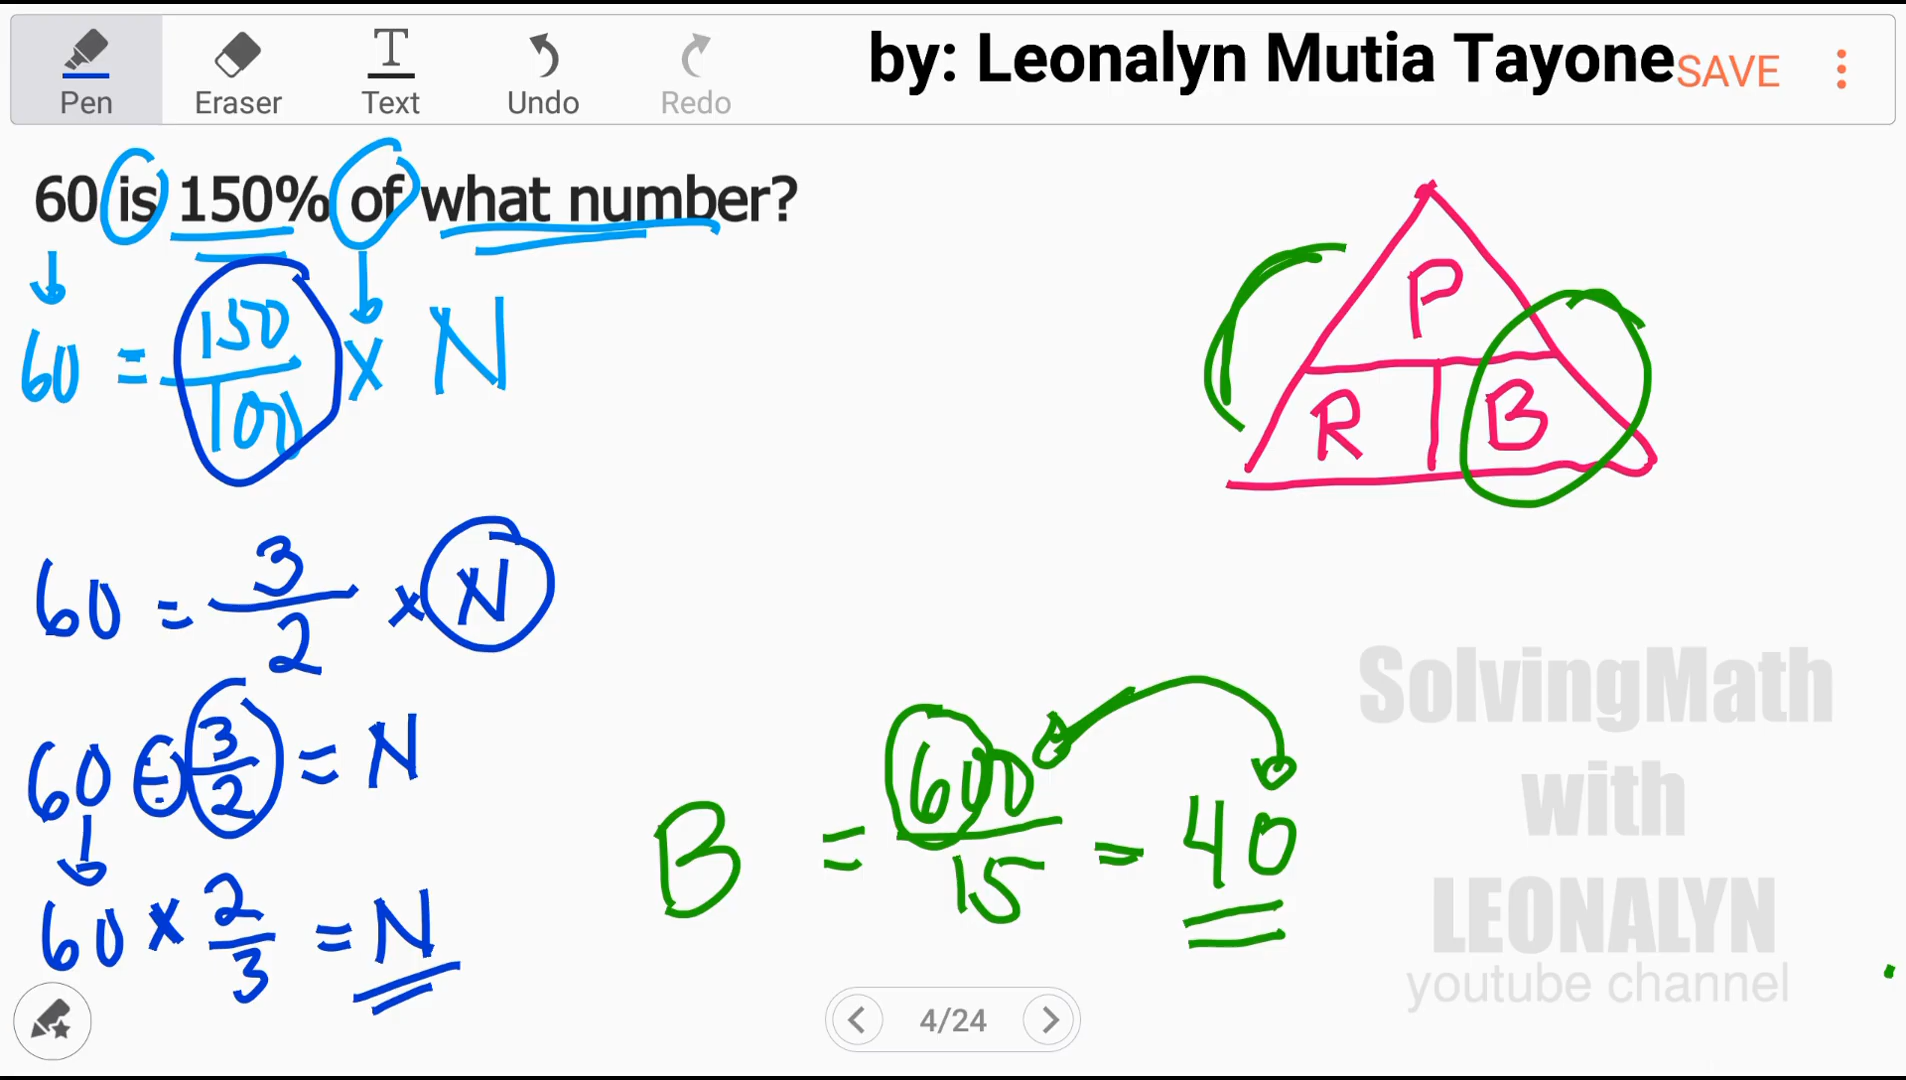 Pen Eraser Text Undo Redo
by: Leonalyn Mutia Tayone
SAVE
60 is 150% of what number?
60 = 150/100 × N
60 = 3/2 × N
60 ÷ 3/2 = N
60 × 2/3 = N
P
R B
B = 600/15 = 40
SolvingMath
with
LEONALYN
youtube channel
4/24